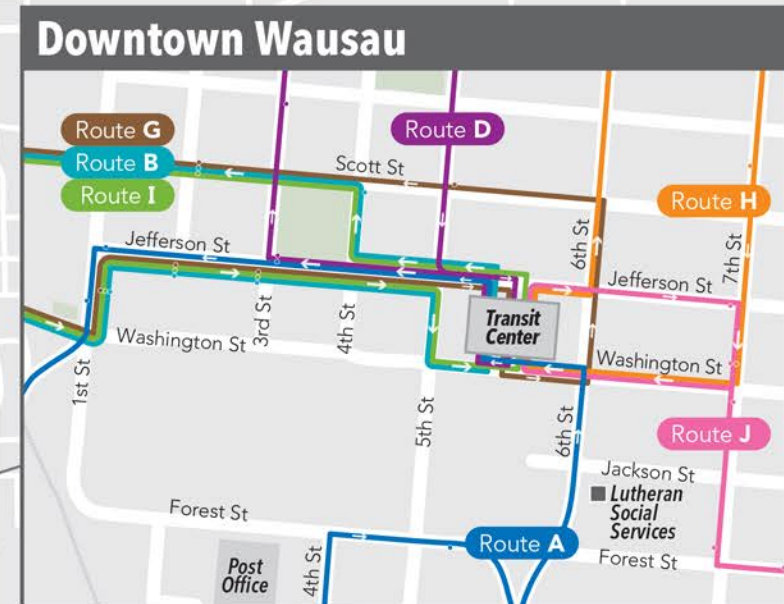 Downtown Wausau
Route G
Route D
Route B
Scott St
Route I
Route H
Jefferson St
6th St
7th St
Jefferson St
3rd St
4th St
Transit
Center
Washington St
Washington St
1st St
5th St
6th St
Route J
Jackson St
Lutheran
Social
Services
Forest St
Route A
Forest St
Post
Office
4th St